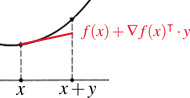 f(x) + ∇f(x)ᵀ · y
x x + y